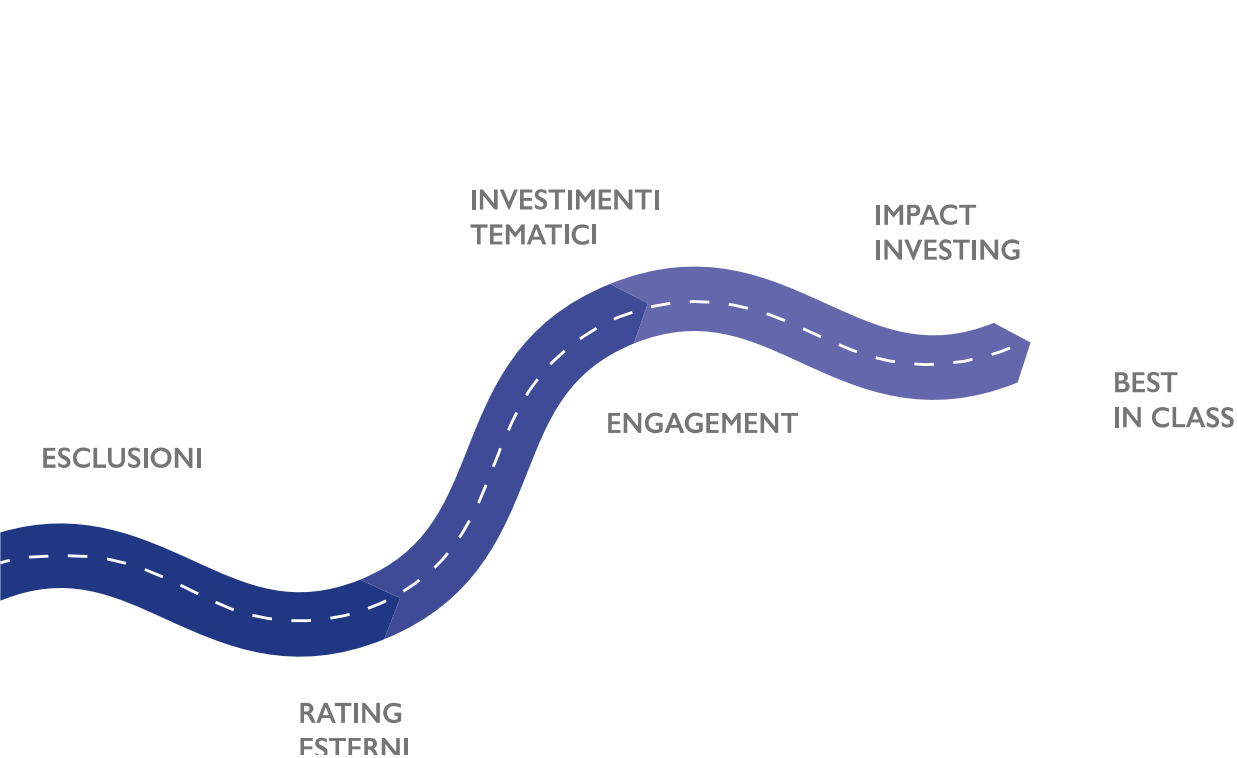 INVESTIMENTI
TEMATICI
IMPACT
INVESTING
BEST
IN CLASS
ENGAGEMENT
ESCLUSIONI
RATING
ESTERNI